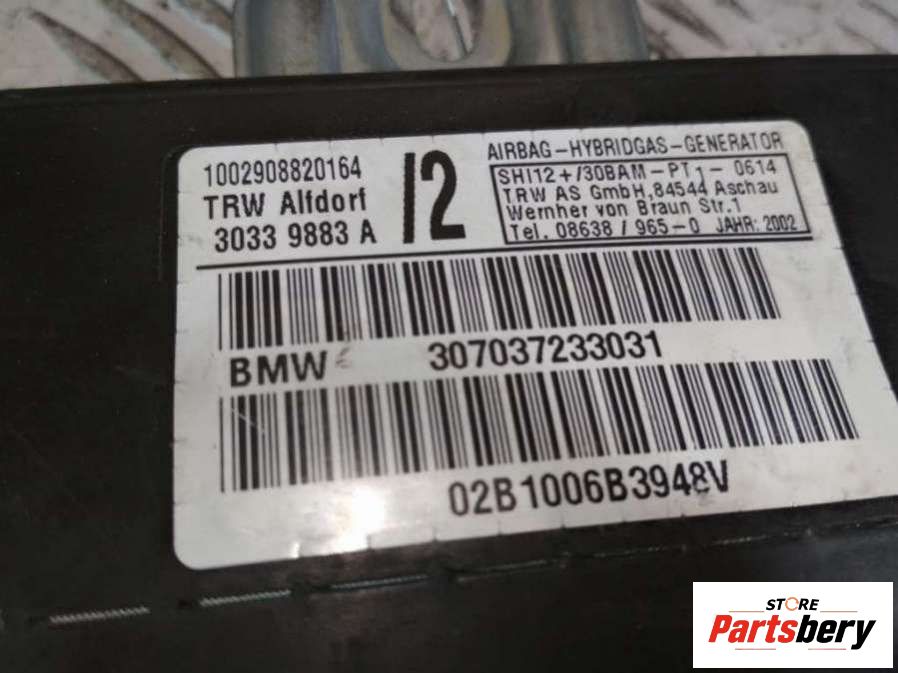 1002908820164
TRW Alfdorf
3033 9883 A
12
AIRBAG-HYBRIDGAS-GENERATOR
SHI12+/30BAM-PT1-0614
TRW AS GmbH, 84544 Aschau
Wernher von Braun Str.1
Tel. 08638 / 965-0 JAHR: 2002
BMW 307037233031
02B1006B3948V
STORE
Partsbery